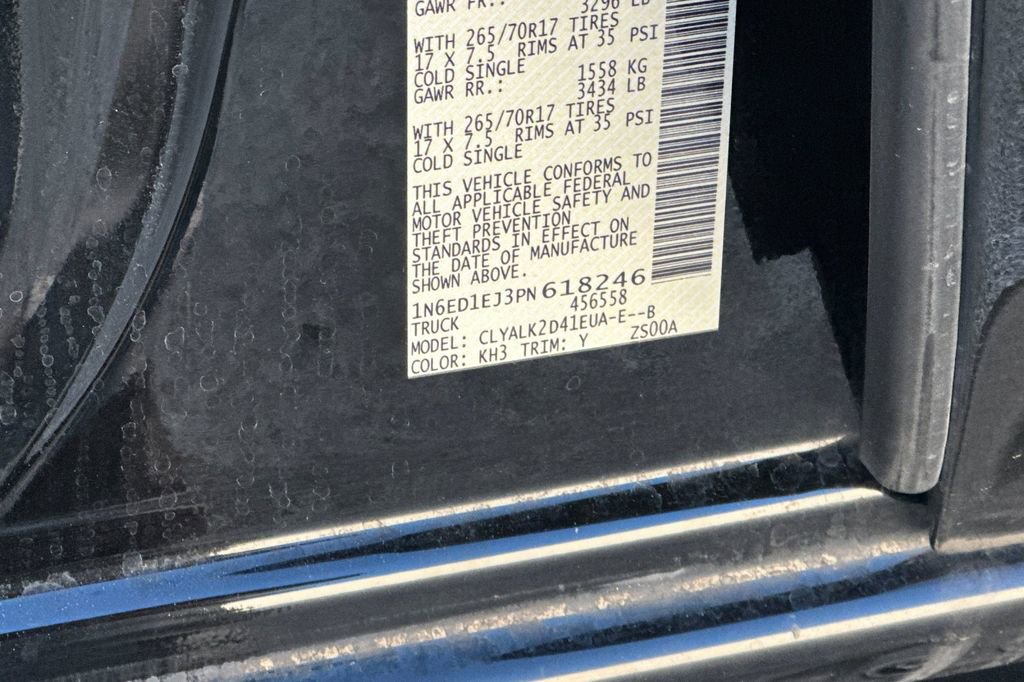 GAWR FR.: 3296 LB
WITH 265/70R17 TIRES
17 X 7.5 RIMS AT 35 PSI
COLD SINGLE
1558 KG
GAWR RR.: 3434 LB
WITH 265/70R17 TIRES
17 X 7.5 RIMS AT 35 PSI
COLD SINGLE
THIS VEHICLE CONFORMS TO
ALL APPLICABLE FEDERAL
MOTOR VEHICLE SAFETY AND
THEFT PREVENTION
STANDARDS IN EFFECT ON
THE DATE OF MANUFACTURE
SHOWN ABOVE.
1N6ED1EJ3PN618246
TRUCK 456558
MODEL: CLYALK2D41EUA-E--B
COLOR: KH3 TRIM: Y ZS00A